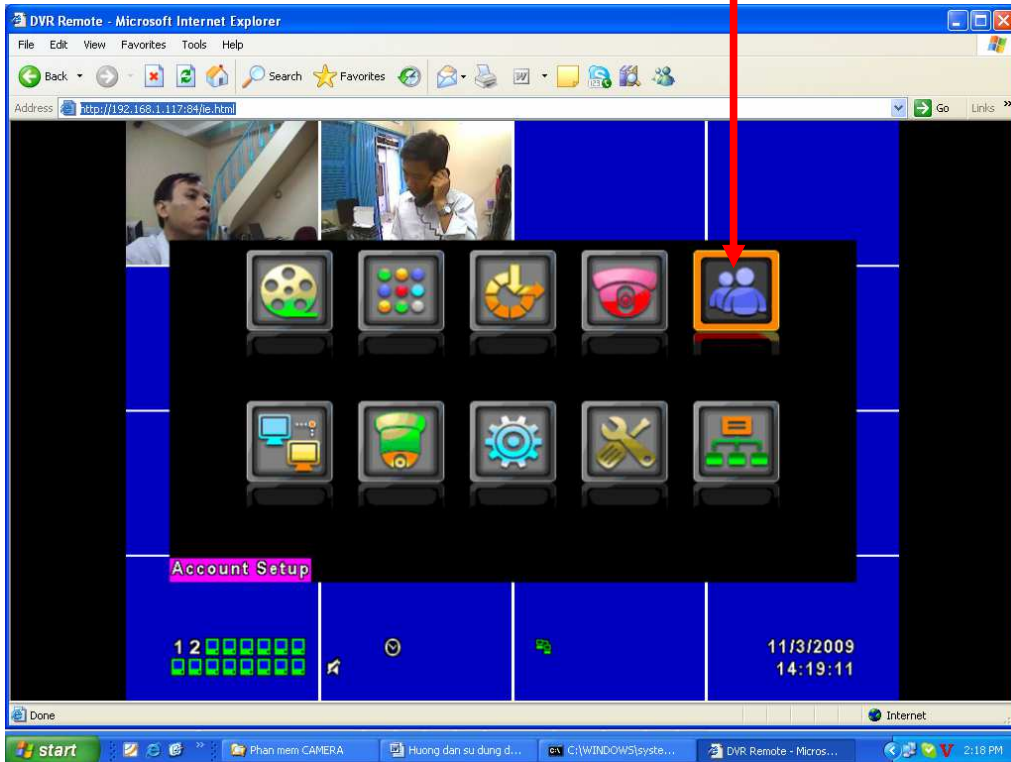 DVR Remote - Microsoft Internet Explorer
File Edit View Favorites Tools Help
Back Search Favorites
Address http://192.168.1.117:84/ie.html Go Links »
Account Setup
1 2
11/3/2009
14:19:11
Done Internet
start » Phan mem CAMERA Huong dan su dung d... C:\WINDOWS\syste... DVR Remote - Micros... V 2:18 PM